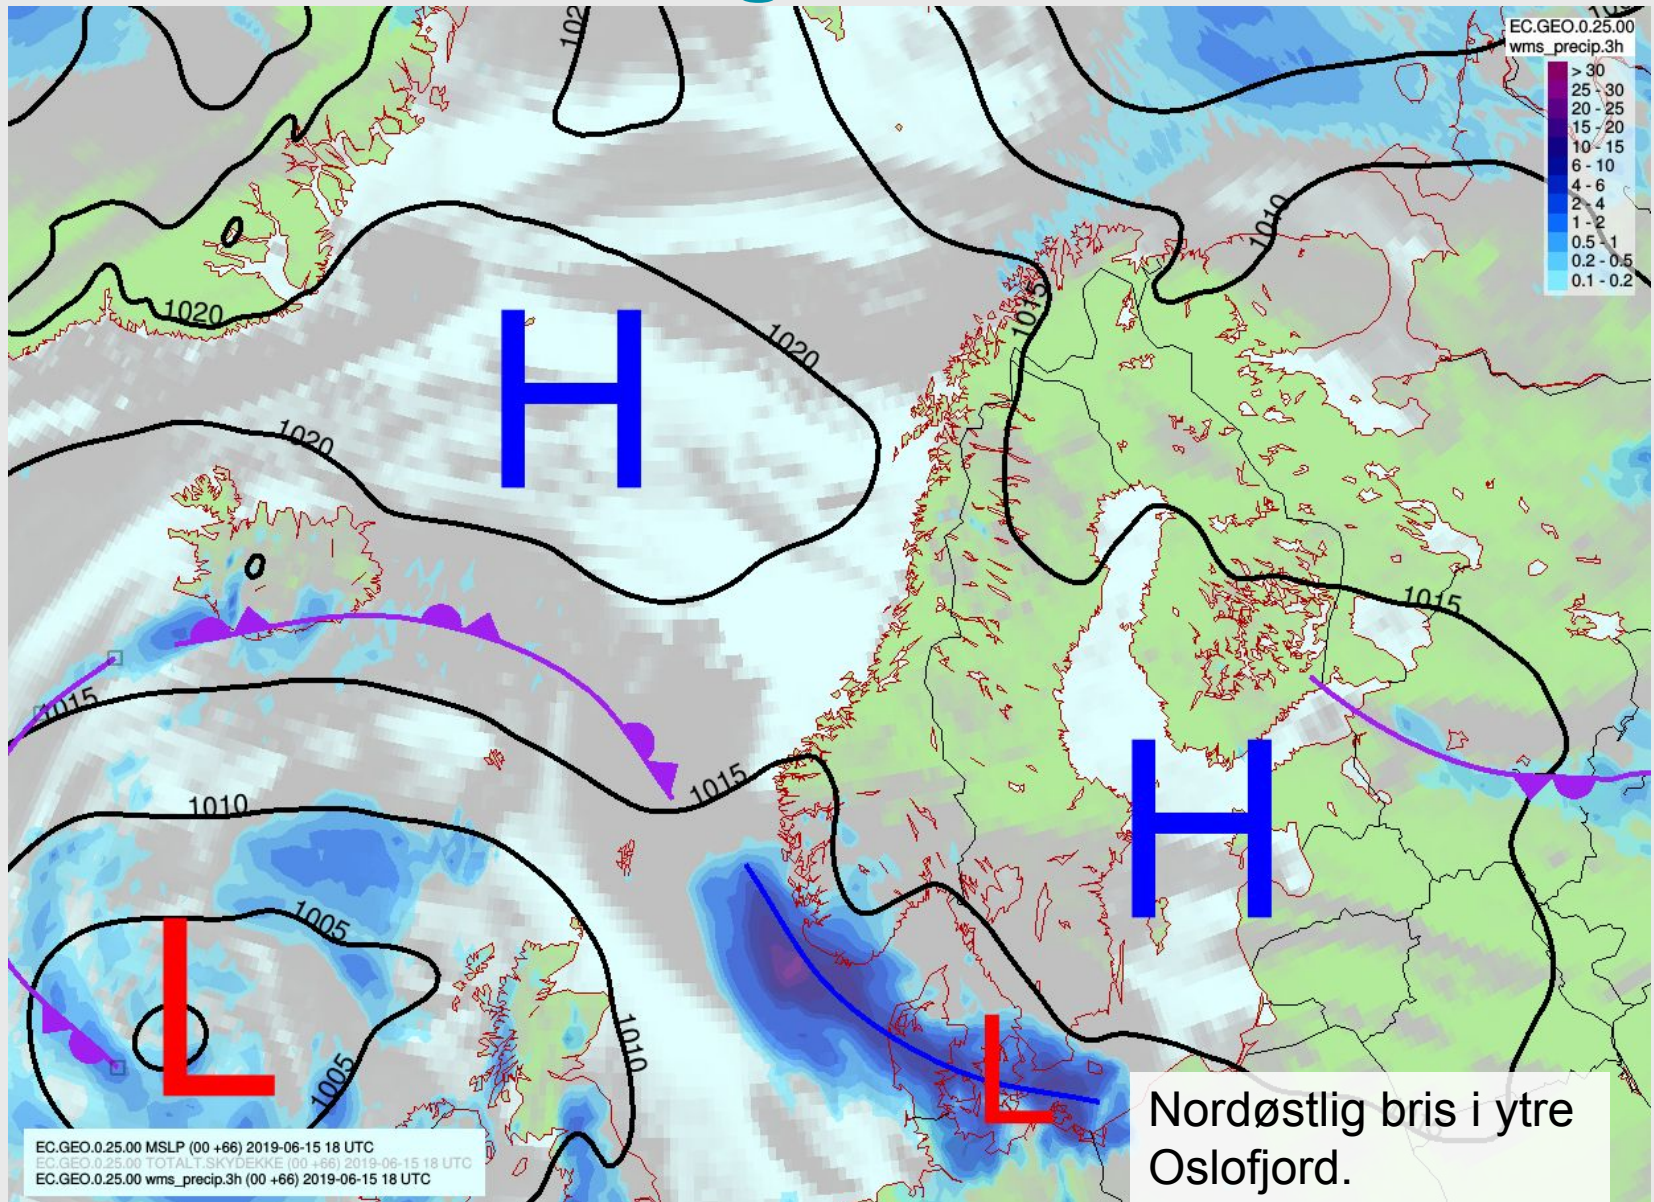 102
EC.GEO.0.25.00
wms_precip.3h
> 30
25 - 30
20 - 25
15 - 20
10 - 15
6 - 10
4 - 6
2 - 4
1 - 2
0.5 - 1
0.2 - 0.5
0.1 - 0.2
1010
1020
1015
1020
H
1020
1015
1015
1015
H
1010
1005
L
1010
1005
L
Nordøstlig bris i ytre
Oslofjord.
EC.GEO.0.25.00 MSLP (00 +66) 2019-06-15 18 UTC
EC.GEO.0.25.00 TOTALT.SKYDEKKE (00 +66) 2019-06-15 18 UTC
EC.GEO.0.25.00 wms_precip.3h (00 +66) 2019-06-15 18 UTC